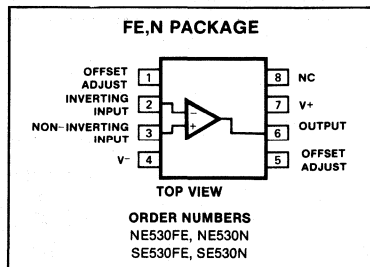 FE,N PACKAGE
OFFSET
ADJUST
1
INVERTING
INPUT
2
NON-INVERTING
INPUT
3
V-
4
8
NC
7
V+
6
OUTPUT
5
OFFSET
ADJUST
-
+
TOP VIEW
ORDER NUMBERS
NE530FE, NE530N
SE530FE, SE530N